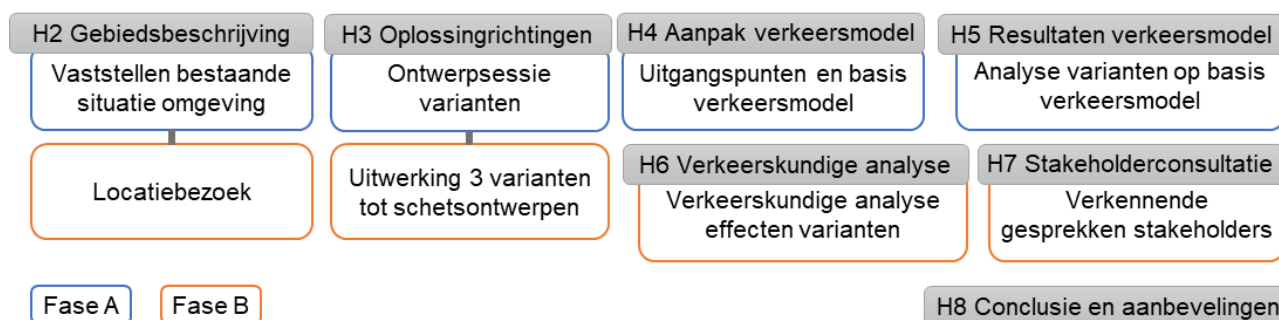 H2 Gebiedsbeschrijving
Vaststellen bestaande
situatie omgeving
Locatiebezoek
H3 Oplossingrichtingen
Ontwerpsessie
varianten
Uitwerking 3 varianten
tot schetsontwerpen
H4 Aanpak verkeersmodel
Uitgangspunten en basis
verkeersmodel
H5 Resultaten verkeersmodel
Analyse varianten op basis
verkeersmodel
H6 Verkeerskundige analyse
Verkeerskundige analyse
effecten varianten
H7 Stakeholderconsultatie
Verkennende
gesprekken stakeholders
Fase A
Fase B
H8 Conclusie en aanbevelingen